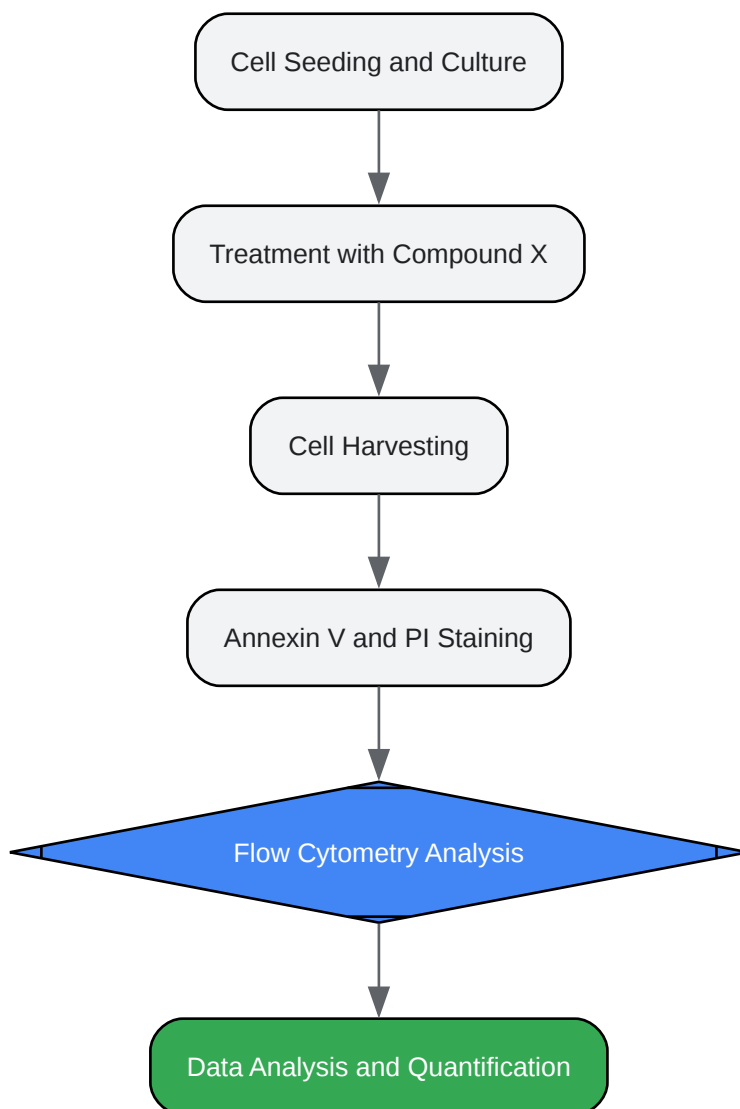 Cell Seeding and Culture
Treatment with Compound X
Cell Harvesting
Annexin V and PI Staining
Flow Cytometry Analysis
Data Analysis and Quantification